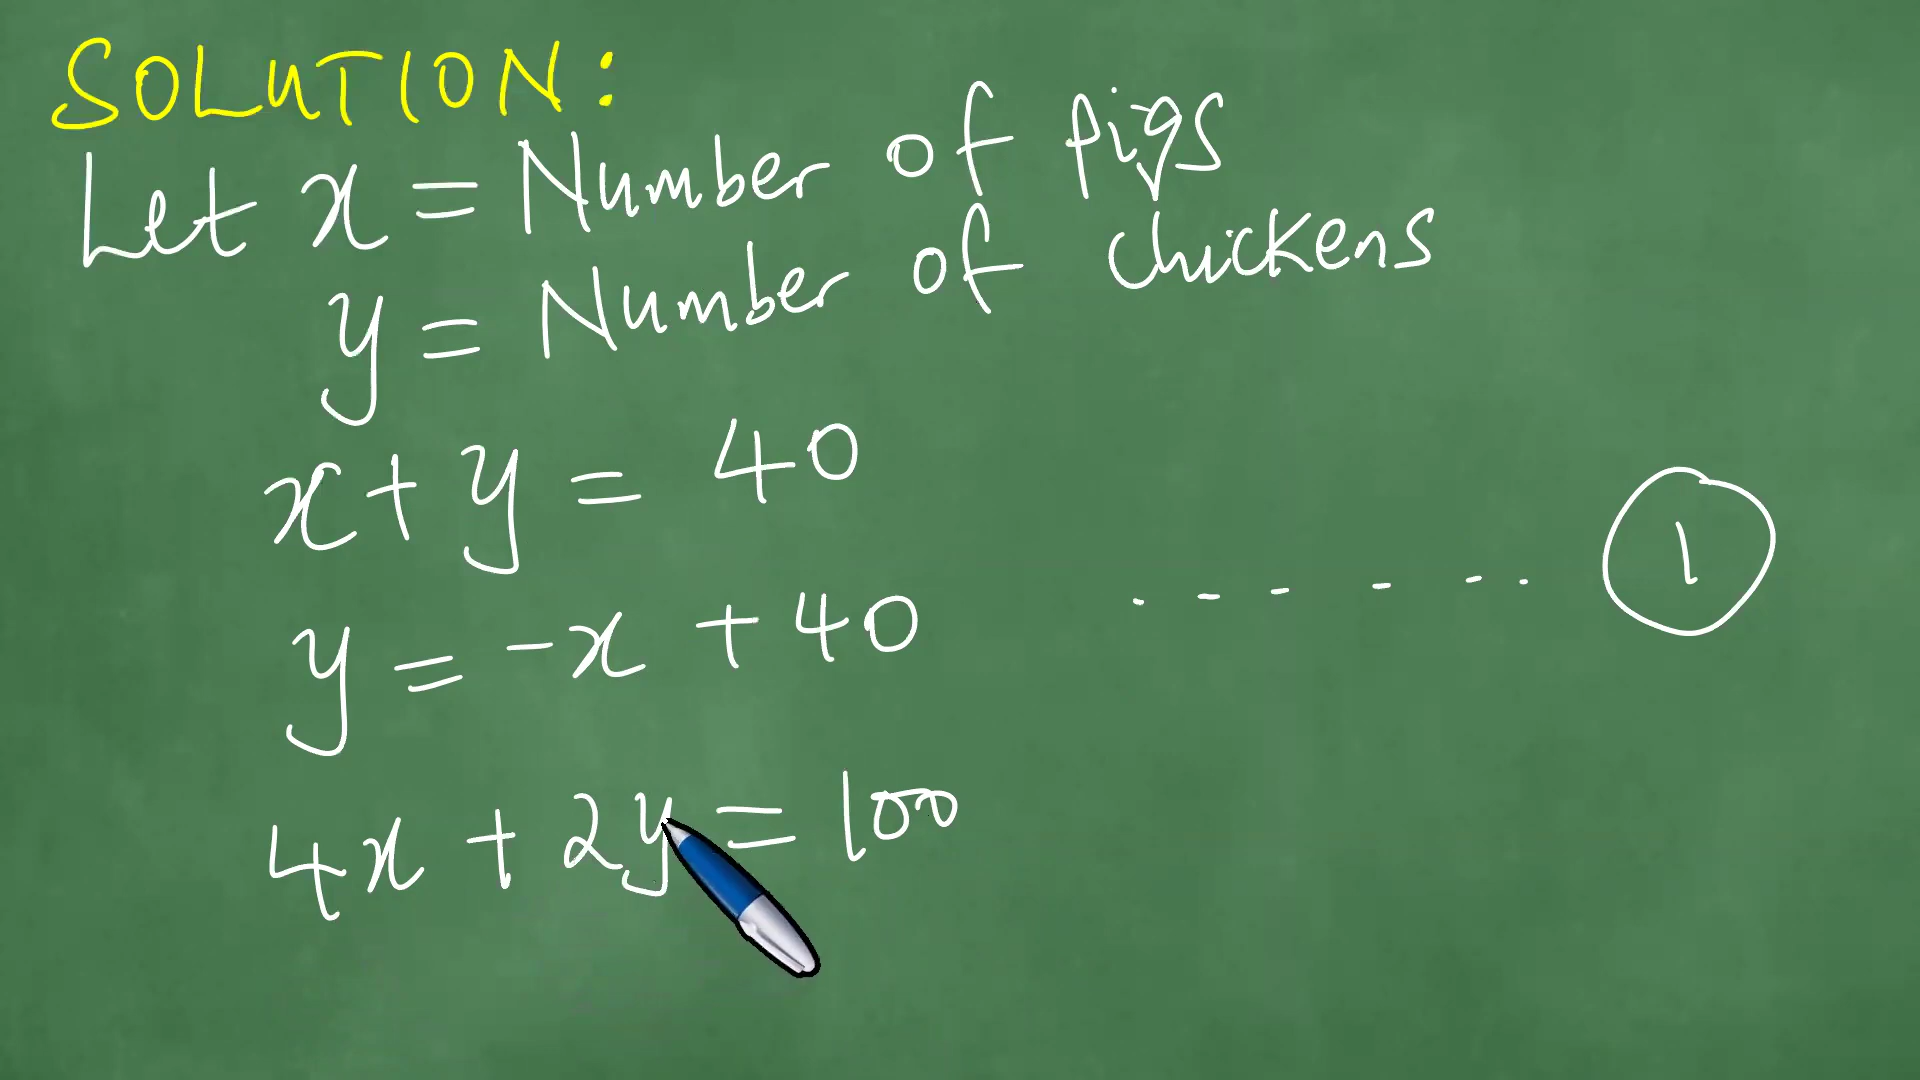 SOLUTION:
Let x = Number of pigs
y = Number of chickens
x + y = 40
y = -x + 40 . - - - - . 1
4x + 2y = 100